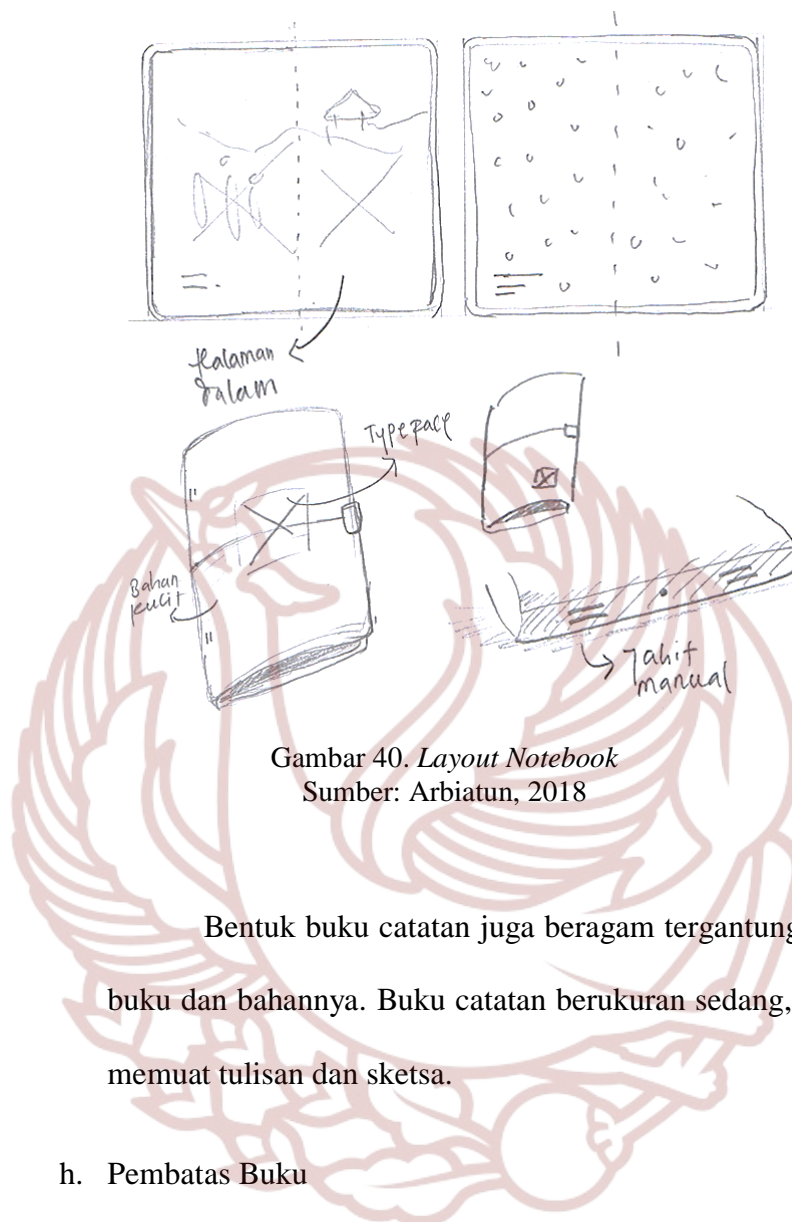 Halaman
dalam
Typeface
Bahan
kulit
Jahit
manual
Gambar 40. Layout Notebook
Sumber: Arbiatun, 2018
Bentuk buku catatan juga beragam tergantung
buku dan bahannya. Buku catatan berukuran sedang,
memuat tulisan dan sketsa.
h. Pembatas Buku